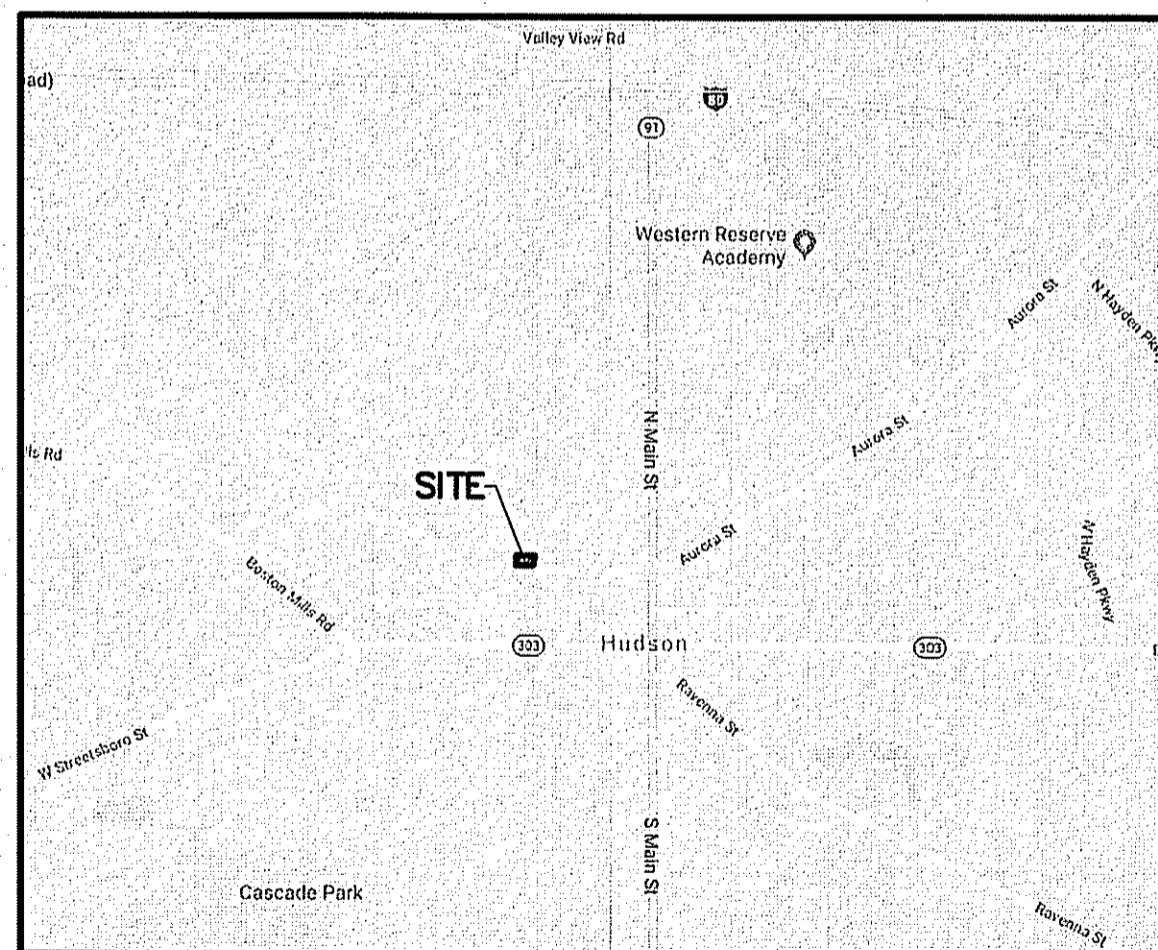 Valley View Rd
ad)
80
91
Western Reserve
Academy
Aurora St
N Hayden Pkwy
N Main St
Aurora St
ls Rd
SITE
Aurora St
N Hayden Pkwy
Boston Mills Rd
303
Hudson
303
Ravenna St
W Streetsboro St
S Main St
Cascade Park
Ravenna St